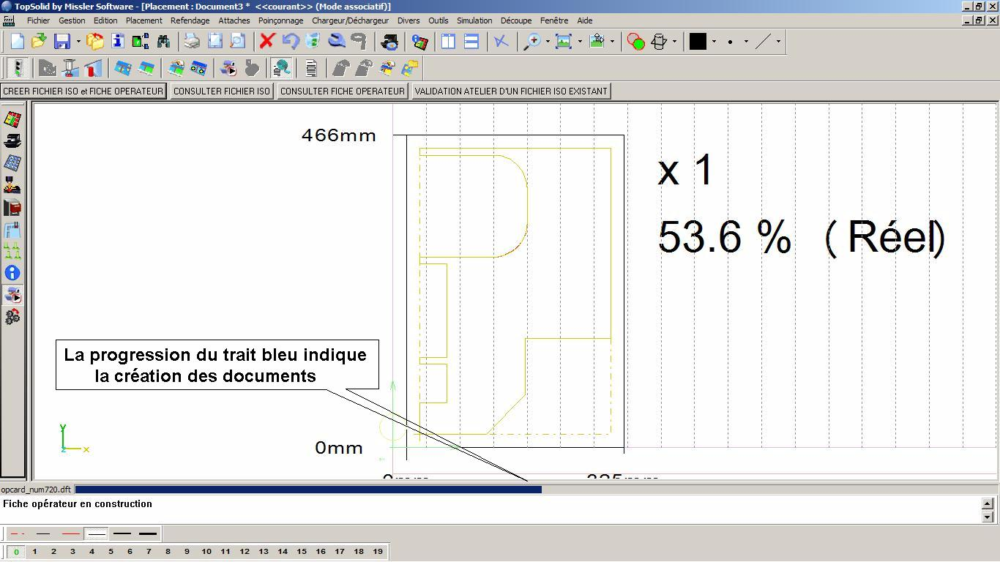 TopSolid by Missler Software - [Placement : Document3 *  <<courant>> (Mode associatif)]
Fichier Gestion Edition Placement Refendage Attaches Poinçonnage Chargeur/Déchargeur Divers Outils Simulation Découpe Fenêtre Aide
CREER FICHIER ISO et FICHE OPERATEUR CONSULTER FICHIER ISO CONSULTER FICHE OPERATEUR VALIDATION ATELIER D'UN FICHIER ISO EXISTANT
466mm
x 1
53.6 % ( Réel)
La progression du trait bleu indique
la création des documents
Y
z x
0mm
opcard_num720.dft
Fiche opérateur en construction
0 1 2 3 4 5 6 7 8 9 10 11 12 13 14 15 16 17 18 19